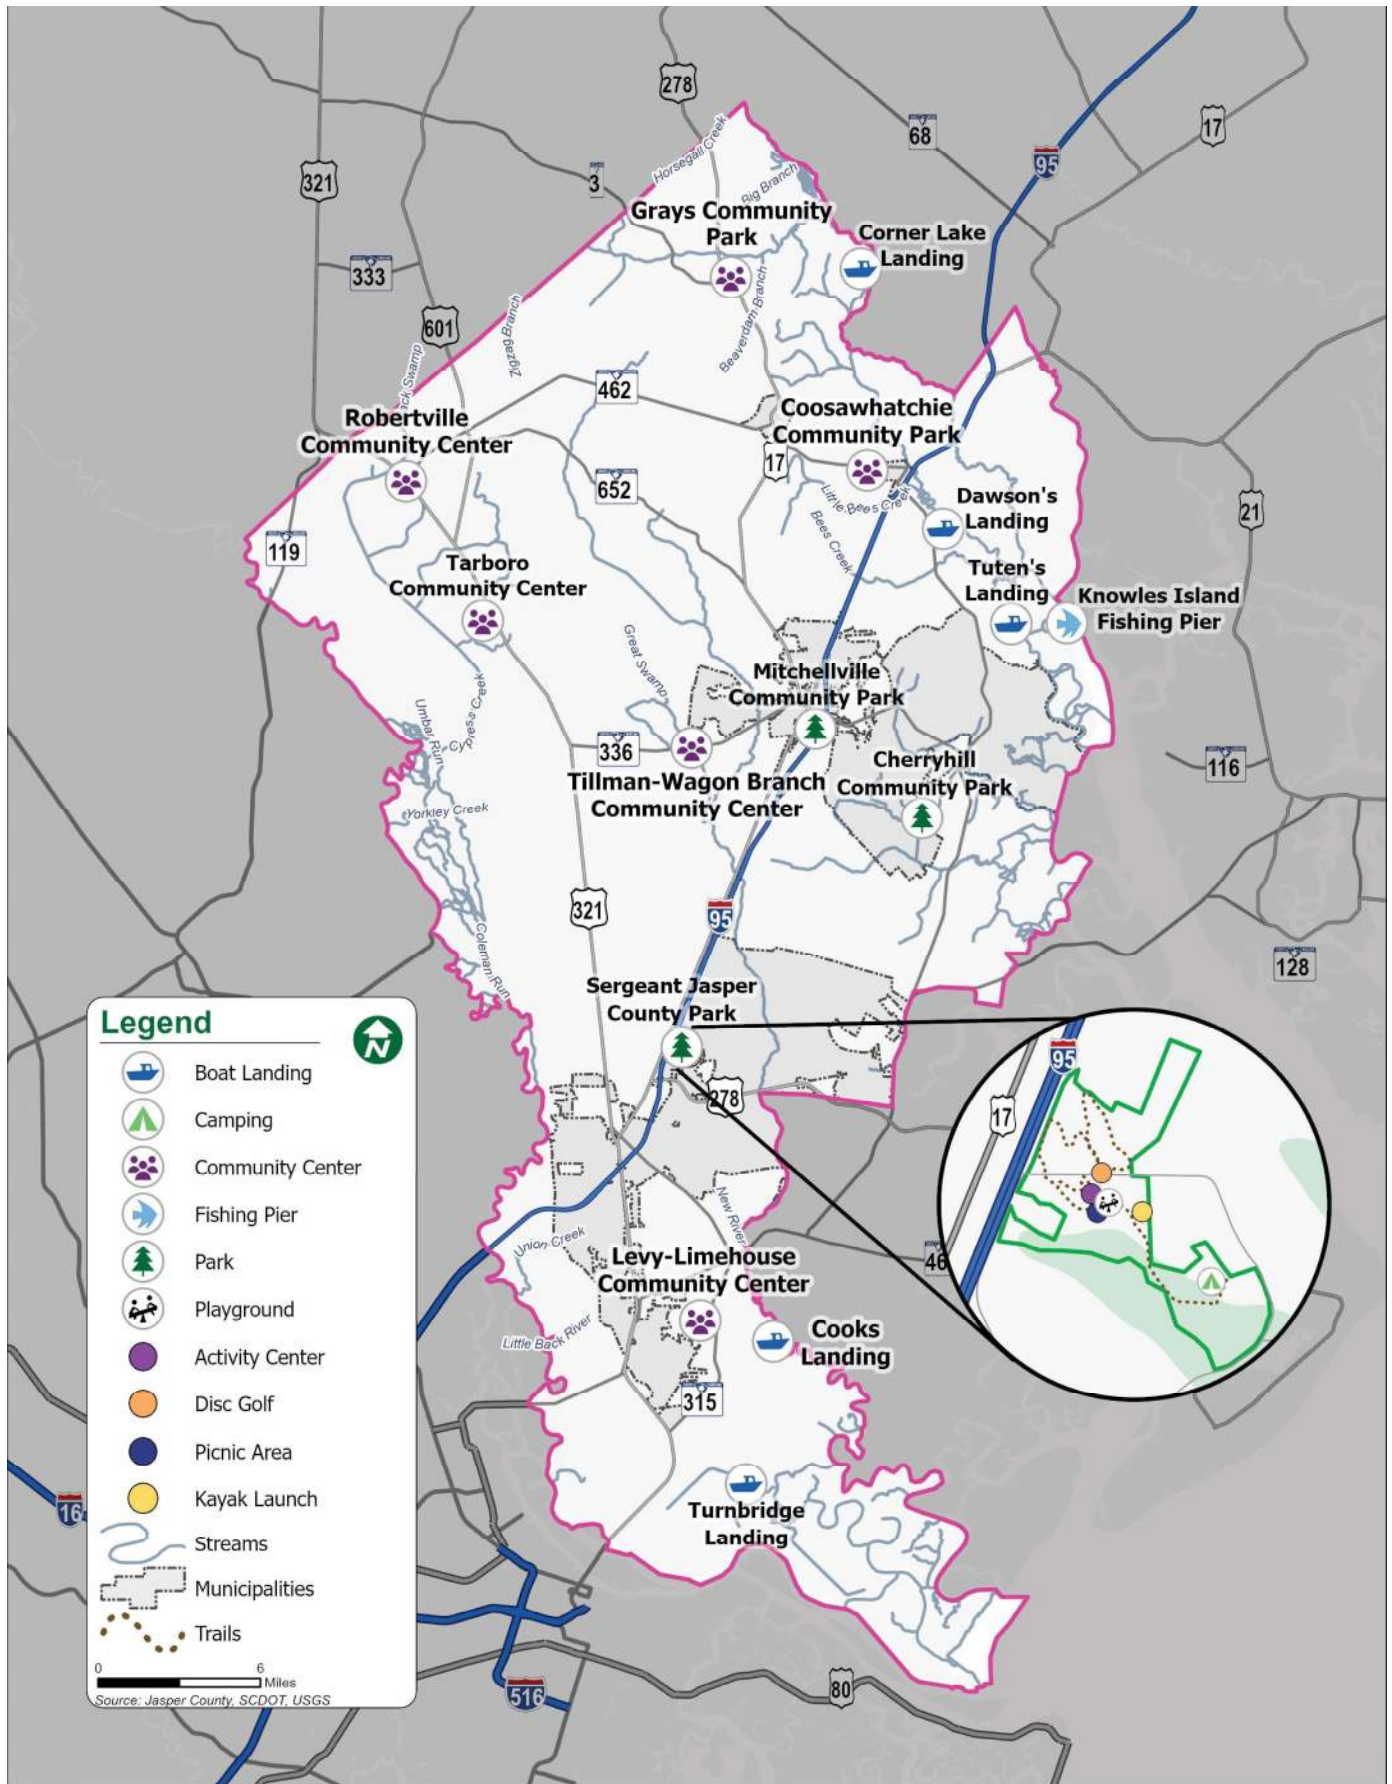 278
68
17
95
321
3
Horsegall Creek
Big Branch
Grays Community
Park
Corner Lake
Landing
333
601
Zigzag Branch
Beaverdam Branch
ack Swamp
462
Robertville
Community Center
Coosawhatchie
Community Park
17
652
Little Bees Creek
Bees Creek
Dawson's
Landing
21
119
Tarboro
Community Center
Tuten's
Landing
Knowles Island
Fishing Pier
Great Swamp
Mitchellville
Community Park
Umbar Run
Cypress Creek
336
Tillman-Wagon Branch
Community Center
Cherryhill
Community Park
116
Yorkley Creek
321
95
Coleman Run
128
Sergeant Jasper
County Park
278
95
17
New River
Union Creek
46
Levy-Limehouse
Community Center
Cooks
Landing
Little Back River
315
Turnbridge
Landing
16
516
80
Legend
N
Boat Landing
Camping
Community Center
Fishing Pier
Park
Playground
Activity Center
Disc Golf
Picnic Area
Kayak Launch
Streams
Municipalities
Trails
0 6
Miles
Source: Jasper County, SCDOT, USGS